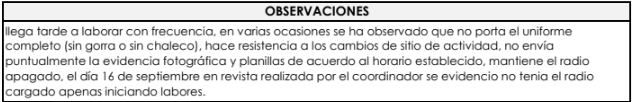 OBSERVACIONES
llega tarde a laborar con frecuencia, en varias ocasiones se ha observado que no porta el uniforme
completo (sin gorra o sin chaleco), hace resistencia a los cambios de sitio de actividad, no envía
puntualmente la evidencia fotográfica y planillas de acuerdo al horario establecido, mantiene el radio
apagado, el día 16 de septiembre en revista realizada por el coordinador se evidencio no tenia el radio
cargado apenas iniciando labores.